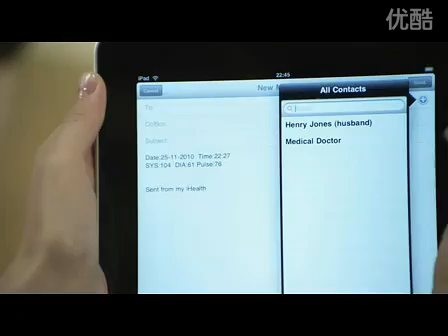 优酷
iPad
22:45
Cancel
New M
All Contacts
To:
Cc/Bcc
Subject:
Henry Jones (husband)
Medical Doctor
Date:25-11-2010 Time:22:27
SYS:104 DIA:61 Pulse:76
Sent from my iHealth